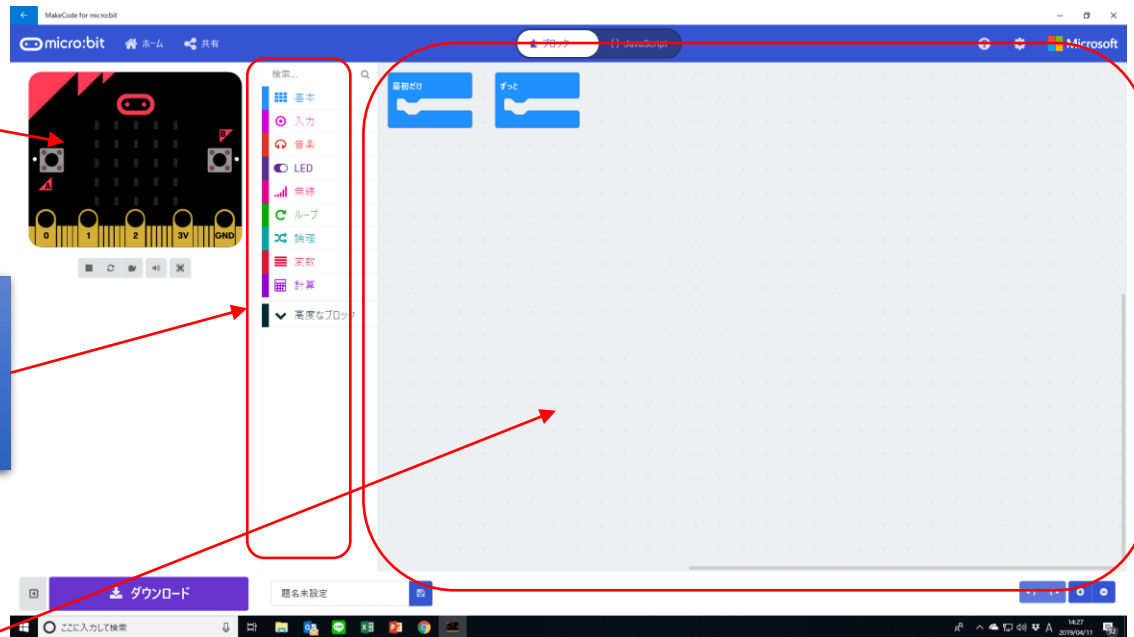 MakeCode for micro:bit
micro:bit
ホーム
共有
ブロック
{} JavaScript
Microsoft
検索...
基本
入力
音楽
LED
無線
ループ
論理
変数
計算
高度なブロック
最初だけ
ずっと
A
B
0 1 2 3V GND
ダウンロード
題名未設定
ここに入力して検索
A
14:27
2019/04/11